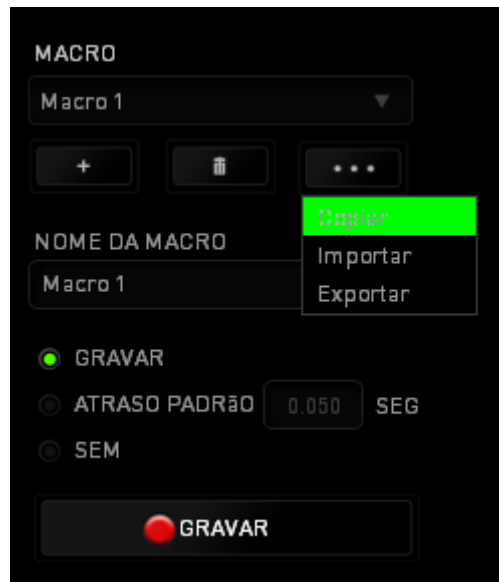 MACRO
Macro 1
+
...
Copiar
NOME DA MACRO
Importar
Macro 1
Exportar
GRAVAR
ATRASO PADRãO 0.050 SEG
SEM
GRAVAR